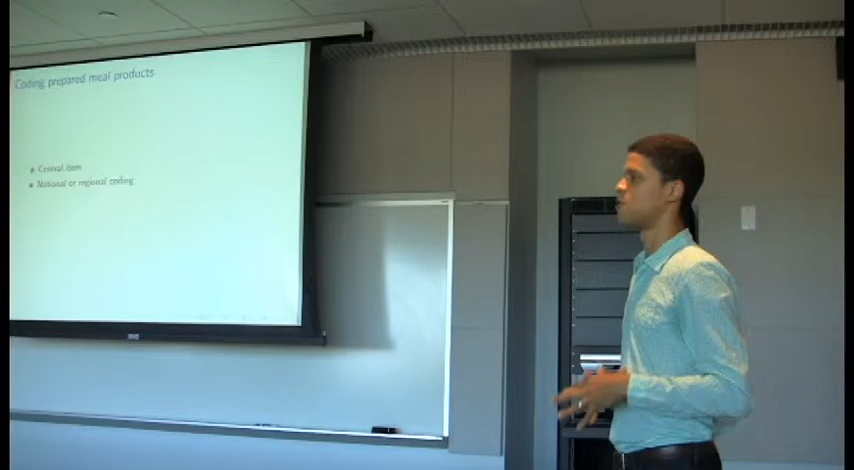 Coding prepared meal products
Central item
National or regional coding